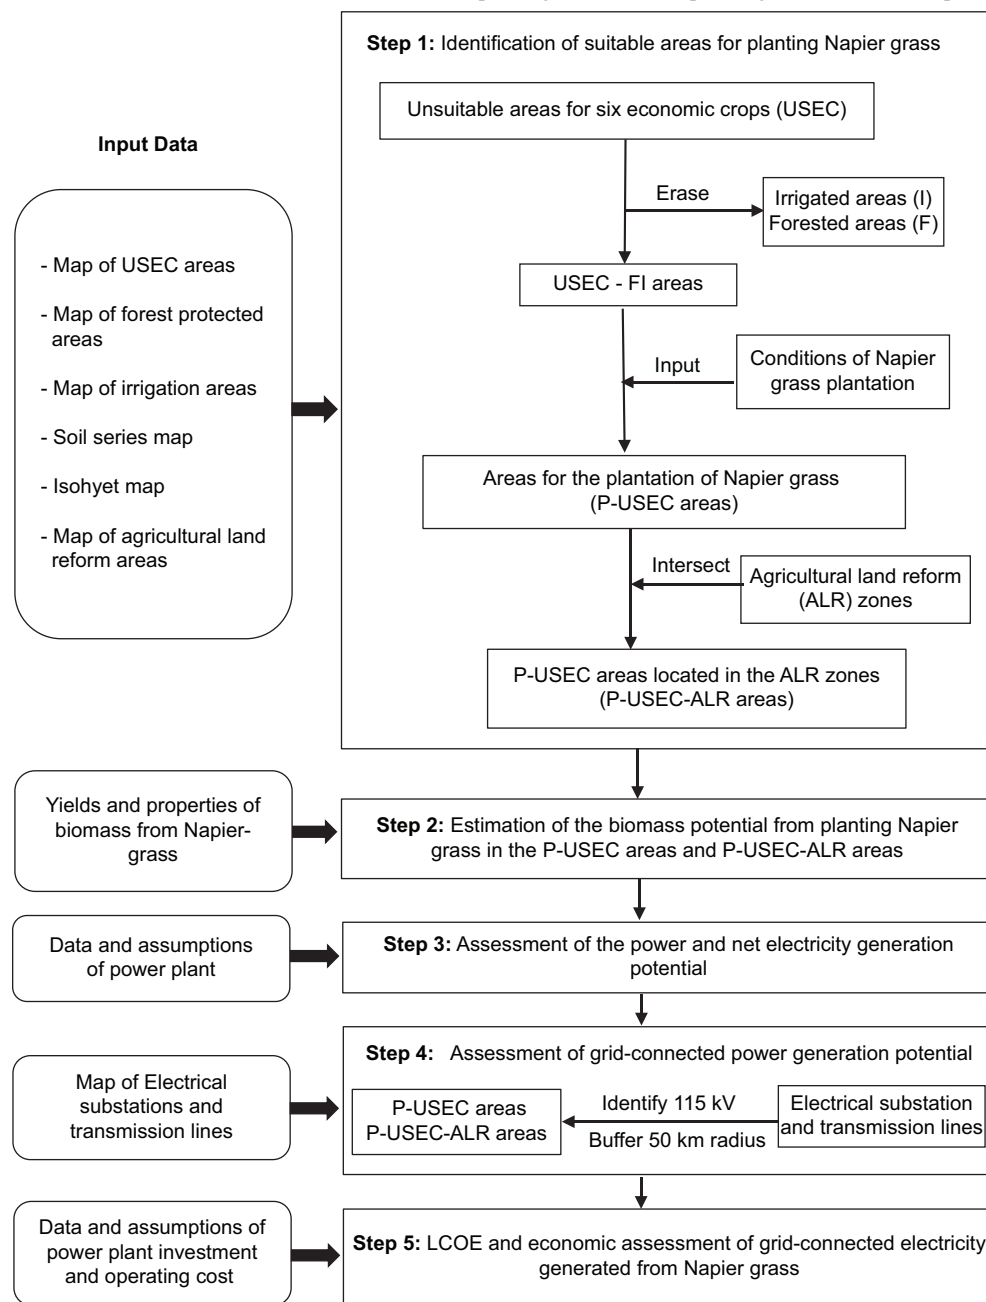 Step 1: Identification of suitable areas for planting Napier grass
Unsuitable areas for six economic crops (USEC)
Input Data
Erase
Irrigated areas (I)
Forested areas (F)
- Map of USEC areas
- Map of forest protected
areas
- Map of irrigation areas
- Soil series map
- Isohyet map
- Map of agricultural land
reform areas
USEC - FI areas
Input
Conditions of Napier
grass plantation
Areas for the plantation of Napier grass
(P-USEC areas)
Intersect
Agricultural land reform
(ALR) zones
P-USEC areas located in the ALR zones
(P-USEC-ALR areas)
Yields and properties of
biomass from Napier-
grass
Step 2: Estimation of the biomass potential from planting Napier
grass in the P-USEC areas and P-USEC-ALR areas
Data and assumptions
of power plant
Step 3: Assessment of the power and net electricity generation
potential
Map of Electrical
substations and
transmission lines
Step 4: Assessment of grid-connected power generation potential
P-USEC areas
P-USEC-ALR areas
Identify 115 kV
Buffer 50 km radius
Electrical substation
and transmission lines
Data and assumptions of
power plant investment
and operating cost
Step 5: LCOE and economic assessment of grid-connected electricity
generated from Napier grass